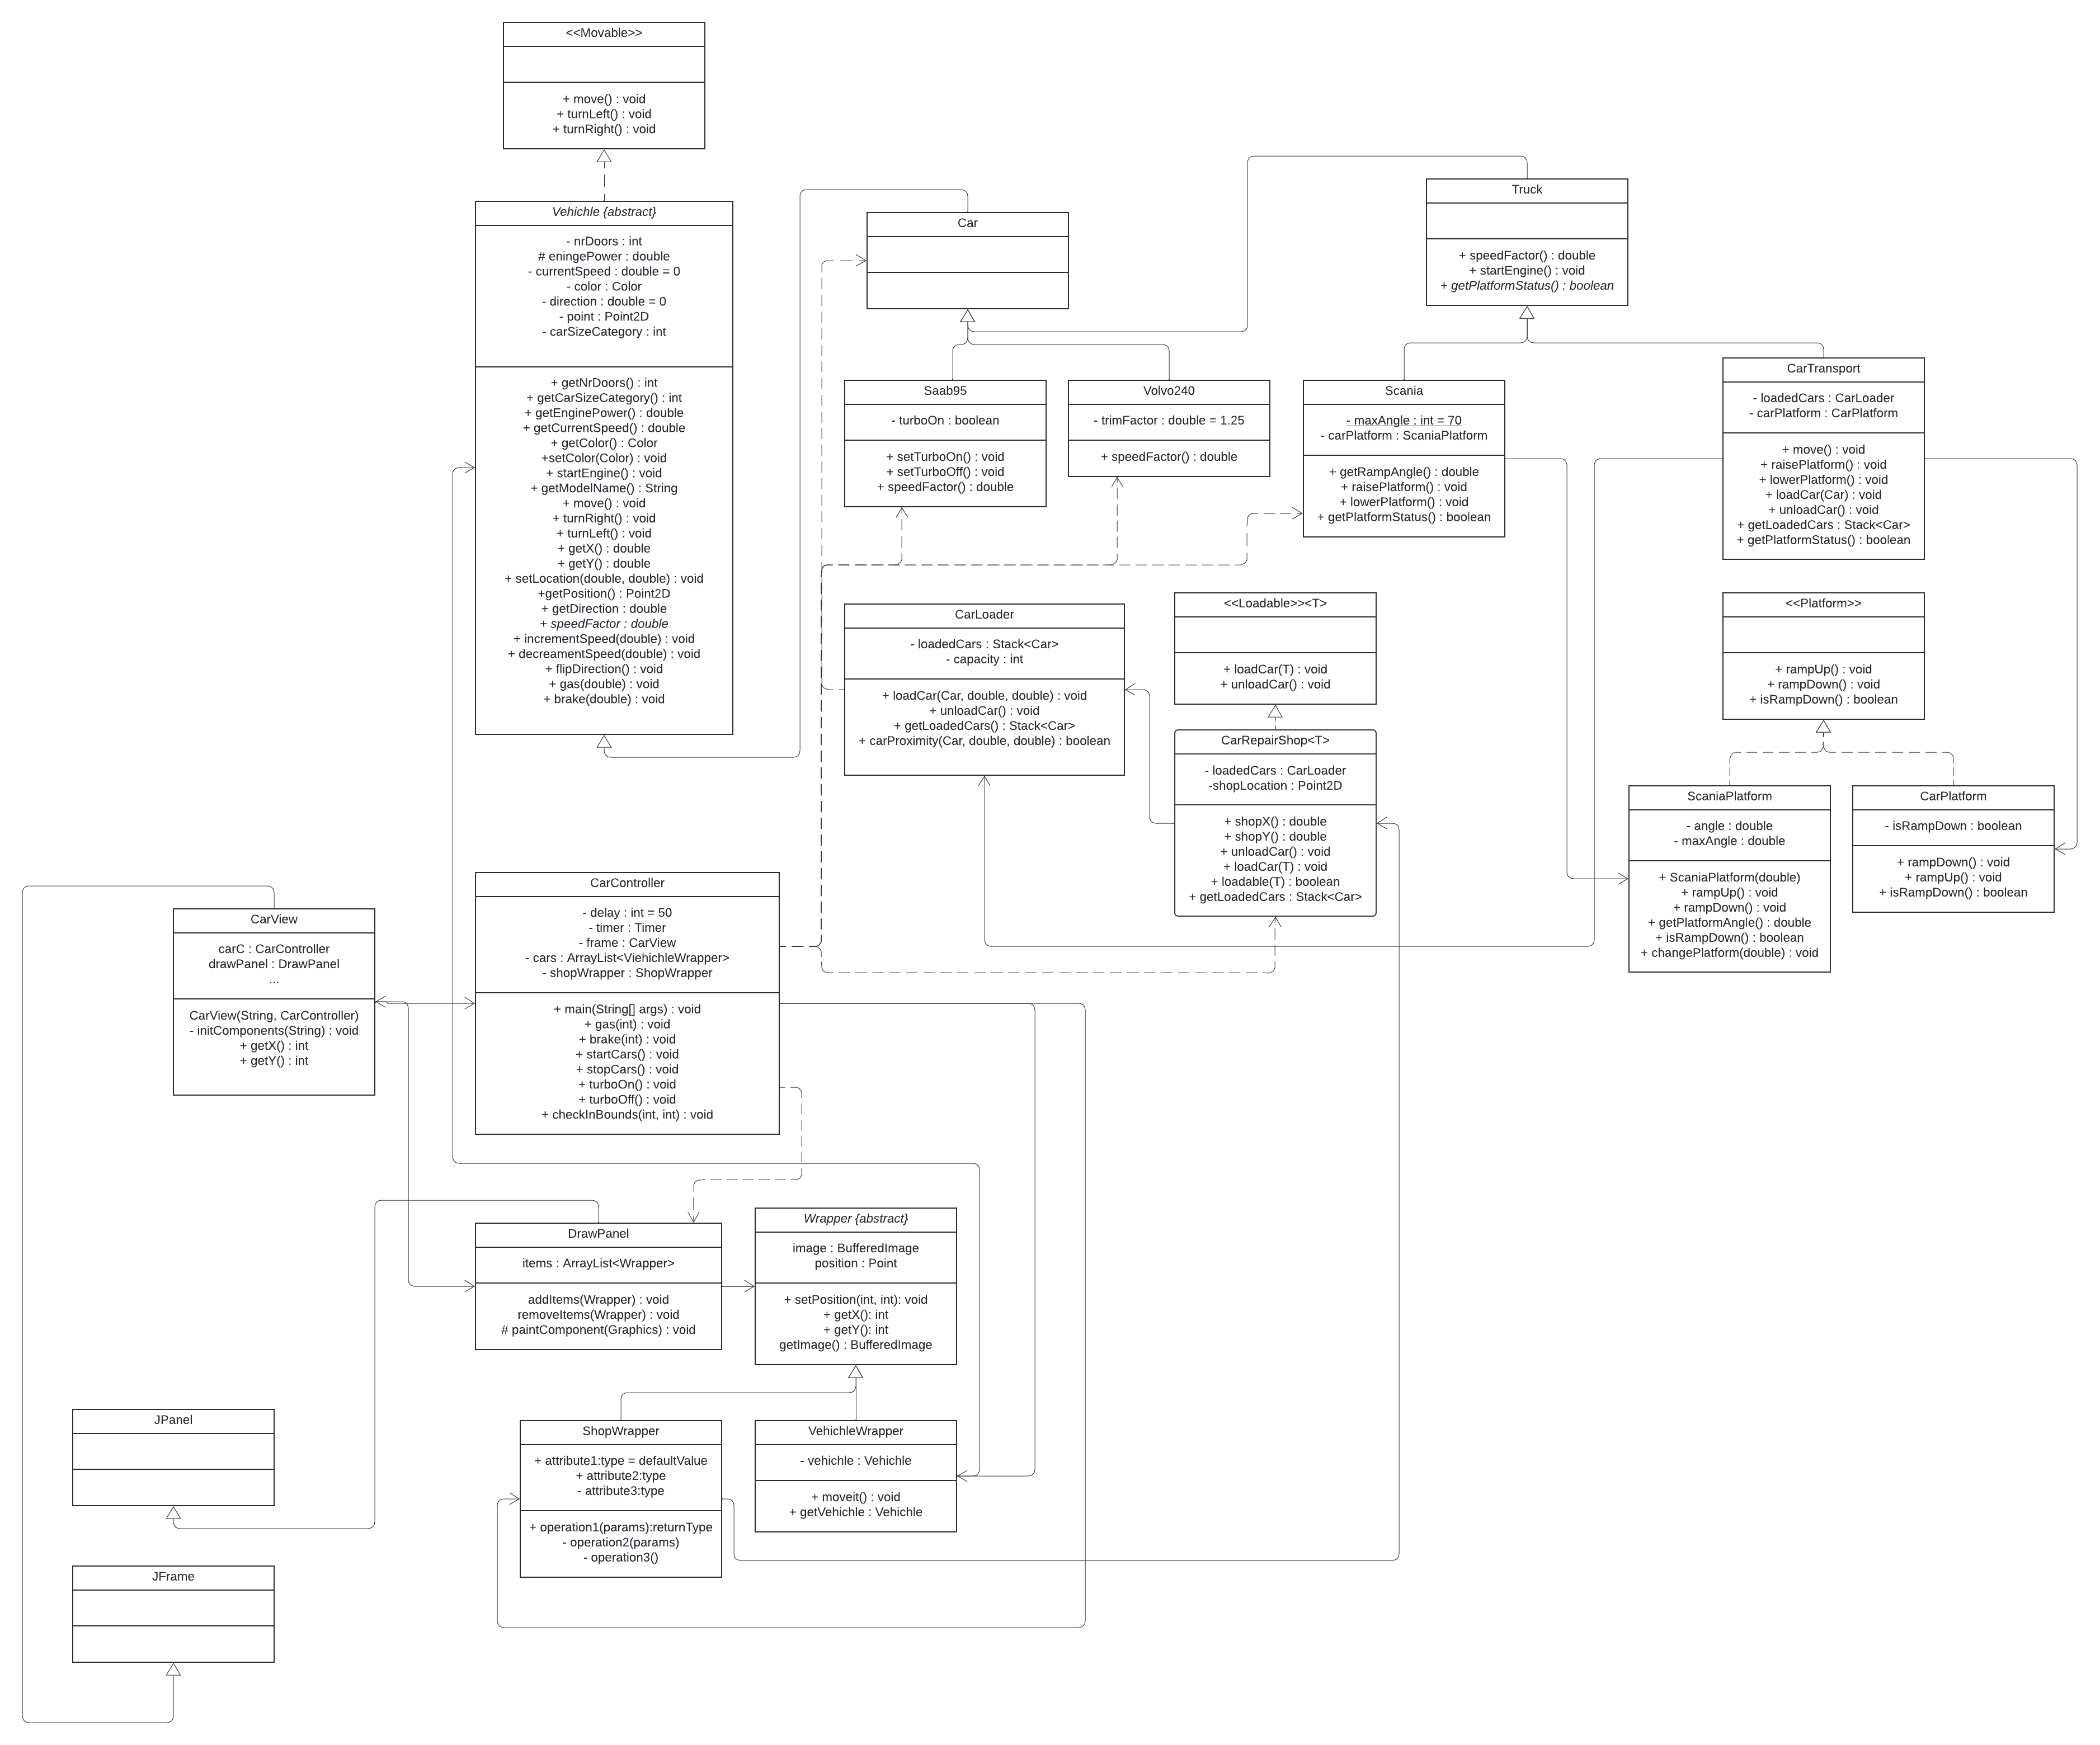 <<Movable>>
+ move() : void
+ turnLeft() : void
+ turnRight() : void
Vehichle {abstract}
- nrDoors : int
# eningePower : double
- currentSpeed : double = 0
- color : Color
- direction : double = 0
- point : Point2D
- carSizeCategory : int
+ getNrDoors() : int
+ getCarSizeCategory() : int
+ getEnginePower() : double
+ getCurrentSpeed() : double
+ getColor() : Color
+setColor(Color) : void
+ startEngine() : void
+ getModelName() : String
+ move() : void
+ turnRight() : void
+ turnLeft() : void
+ getX() : double
+ getY() : double
+ setLocation(double, double) : void
+getPosition() : Point2D
+ getDirection : double
+ speedFactor : double
+ incrementSpeed(double) : void
+ decreamentSpeed(double) : void
+ flipDirection() : void
+ gas(double) : void
+ brake(double) : void
Car
Truck
+ speedFactor() : double
+ startEngine() : void
+ getPlatformStatus() : boolean
Saab95
- turboOn : boolean
+ setTurboOn() : void
+ setTurboOff() : void
+ speedFactor() : double
Volvo240
- trimFactor : double = 1.25
+ speedFactor() : double
Scania
- maxAngle : int = 70
- carPlatform : ScaniaPlatform
+ getRampAngle() : double
+ raisePlatform() : void
+ lowerPlatform() : void
+ getPlatformStatus() : boolean
CarTransport
- loadedCars : CarLoader
- carPlatform : CarPlatform
+ move() : void
+ raisePlatform() : void
+ lowerPlatform() : void
+ loadCar(Car) : void
+ unloadCar() : void
+ getLoadedCars : Stack<Car>
+ getPlatformStatus() : boolean
CarLoader
- loadedCars : Stack<Car>
- capacity : int
+ loadCar(Car, double, double) : void
+ unloadCar() : void
+ getLoadedCars() : Stack<Car>
+ carProximity(Car, double, double) : boolean
<<Loadable>><T>
+ loadCar(T) : void
+ unloadCar() : void
<<Platform>>
+ rampUp() : void
+ rampDown() : void
+ isRampDown() : boolean
CarRepairShop<T>
- loadedCars : CarLoader
-shopLocation : Point2D
+ shopX() : double
+ shopY() : double
+ unloadCar() : void
+ loadCar(T) : void
+ loadable(T) : boolean
+ getLoadedCars : Stack<Car>
ScaniaPlatform
- angle : double
- maxAngle : double
+ ScaniaPlatform(double)
+ rampUp() : void
+ rampDown() : void
+ getPlatformAngle() : double
+ isRampDown() : boolean
+ changePlatform(double) : void
CarPlatform
- isRampDown : boolean
+ rampDown() : void
+ rampUp() : void
+ isRampDown() : boolean
CarView
carC : CarController
drawPanel : DrawPanel
...
CarView(String, CarController)
- initComponents(String) : void
+ getX() : int
+ getY() : int
CarController
- delay : int = 50
- timer : Timer
- frame : CarView
- cars : ArrayList<ViehichleWrapper>
- shopWrapper : ShopWrapper
+ main(String[] args) : void
+ gas(int) : void
+ brake(int) : void
+ startCars() : void
+ stopCars() : void
+ turboOn() : void
+ turboOff() : void
+ checkInBounds(int, int) : void
DrawPanel
items : ArrayList<Wrapper>
addItems(Wrapper) : void
removeItems(Wrapper) : void
# paintComponent(Graphics) : void
Wrapper {abstract}
image : BufferedImage
position : Point
+ setPosition(int, int): void
+ getX(): int
+ getY(): int
getImage() : BufferedImage
JPanel
ShopWrapper
+ attribute1:type = defaultValue
+ attribute2:type
- attribute3:type
+ operation1(params):returnType
- operation2(params)
- operation3()
VehichleWrapper
- vehichle : Vehichle
+ moveit() : void
+ getVehichle : Vehichle
JFrame